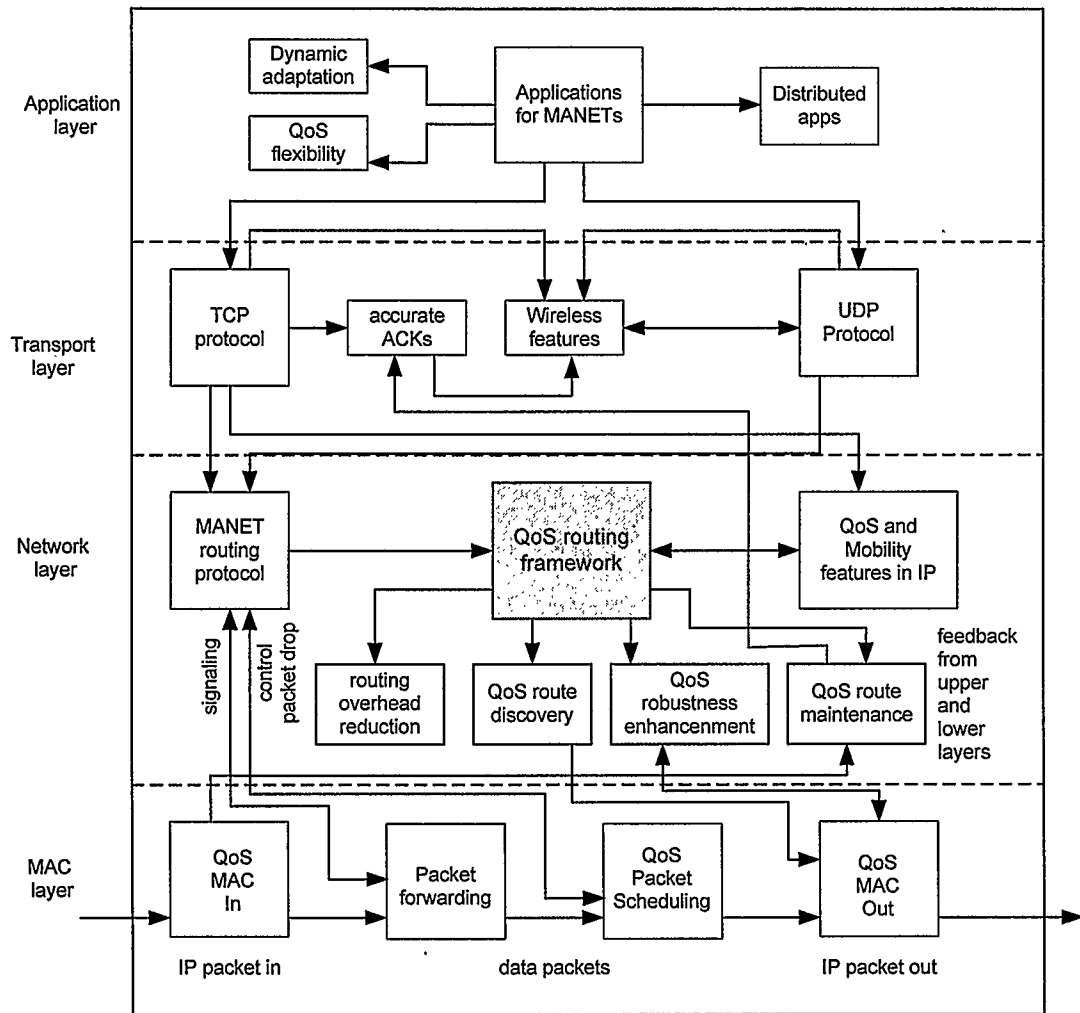 Application
layer
Dynamic
adaptation
QoS
flexibility
Applications
for MANETs
Distributed
apps
Transport
layer
TCP
protocol
accurate
ACKs
Wireless
features
UDP
Protocol
Network
layer
MANET
routing
protocol
QoS routing
framework
QoS and
Mobility
features in IP
signaling
control
packet drop
routing
overhead
reduction
QoS route
discovery
QoS
robustness
enhancenment
QoS route
maintenance
feedback
from
upper
and
lower
layers
MAC
layer
QoS
MAC
In
Packet
forwarding
QoS
Packet
Scheduling
QoS
MAC
Out
IP packet in
data packets
IP packet out